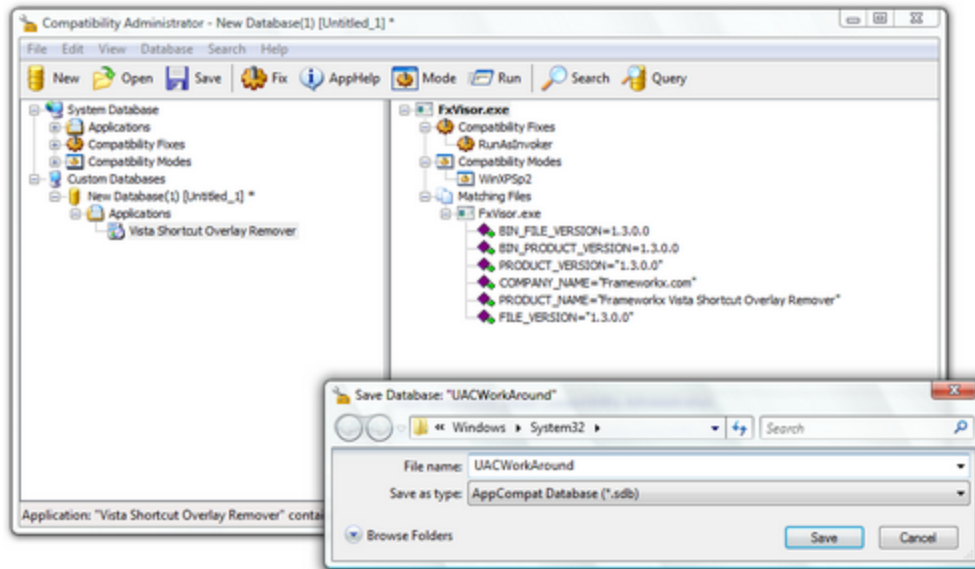 Compatibility Administrator - New Database(1) [Untitled_1] *
File Edit View Database Search Help
New Open Save Fix AppHelp Mode Run Search Query
System Database
Applications
Compatibility Fixes
Compatibility Modes
Custom Databases
New Database(1) [Untitled_1] *
Applications
Vista Shortcut Overlay Remover
FxVisor.exe
Compatibility Fixes
RunAsInvoker
Compatibility Modes
WinXPSp2
Matching Files
FxVisor.exe
BIN_FILE_VERSION=1.3.0.0
BIN_PRODUCT_VERSION=1.3.0.0
PRODUCT_VERSION="1.3.0.0"
COMPANY_NAME="Frameworkx.com"
PRODUCT_NAME="Frameworkx Vista Shortcut Overlay Remover"
FILE_VERSION="1.3.0.0"
Application: "Vista Shortcut Overlay Remover" contai
Save Database: "UACWorkAround"
« Windows System32
Search
File name: UACWorkAround
Save as type: AppCompat Database (*.sdb)
Browse Folders
Save Cancel